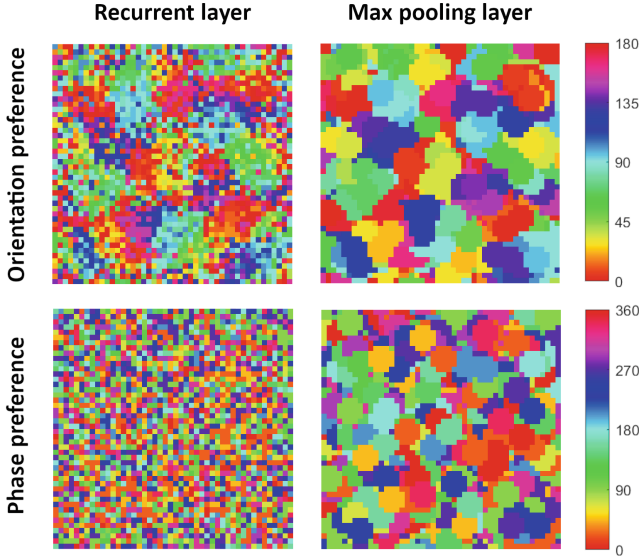 Recurrent layer
Max pooling layer
Orientation preference
180
135
90
45
0
Phase preference
360
270
180
90
0